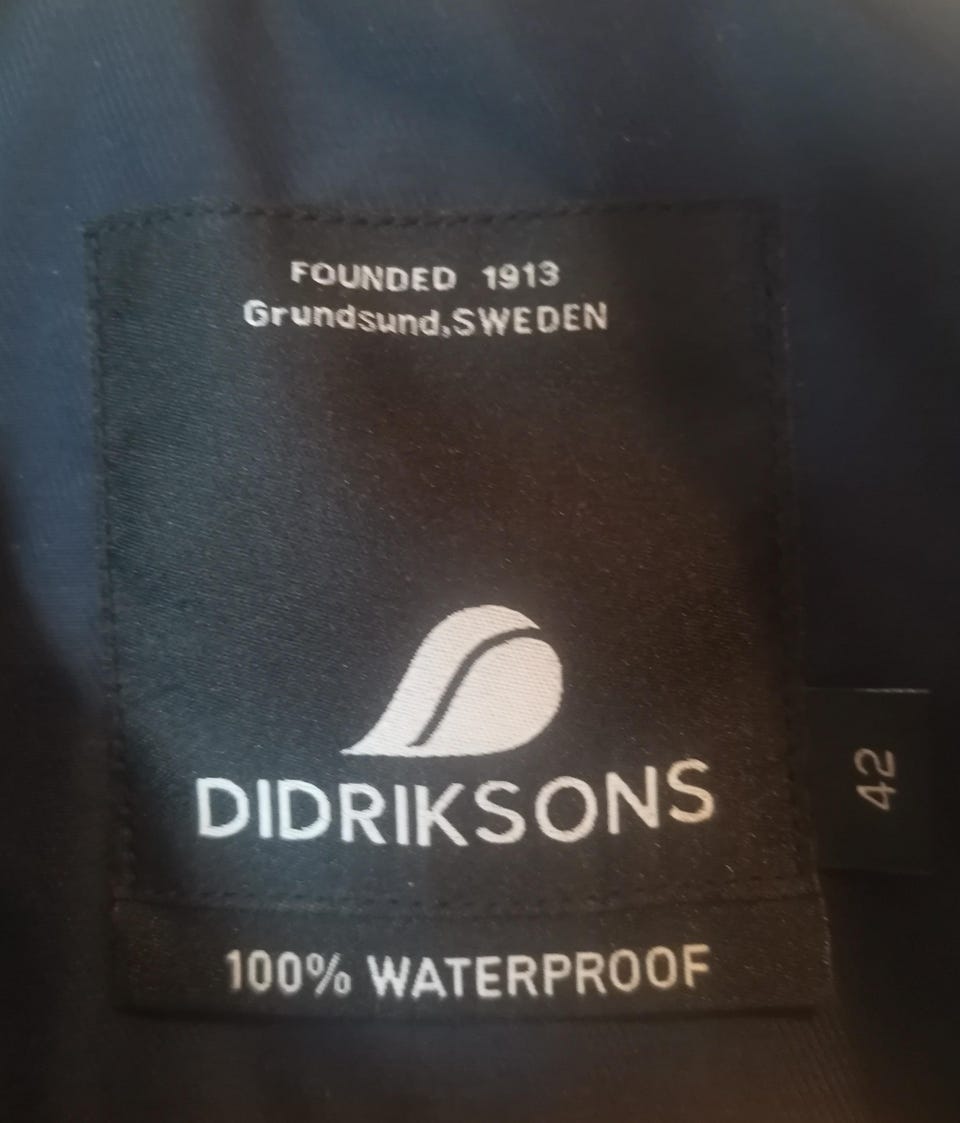 FOUNDED 1913
Grundsund,SWEDEN
DIDRIKSONS
42
100% WATERPROOF